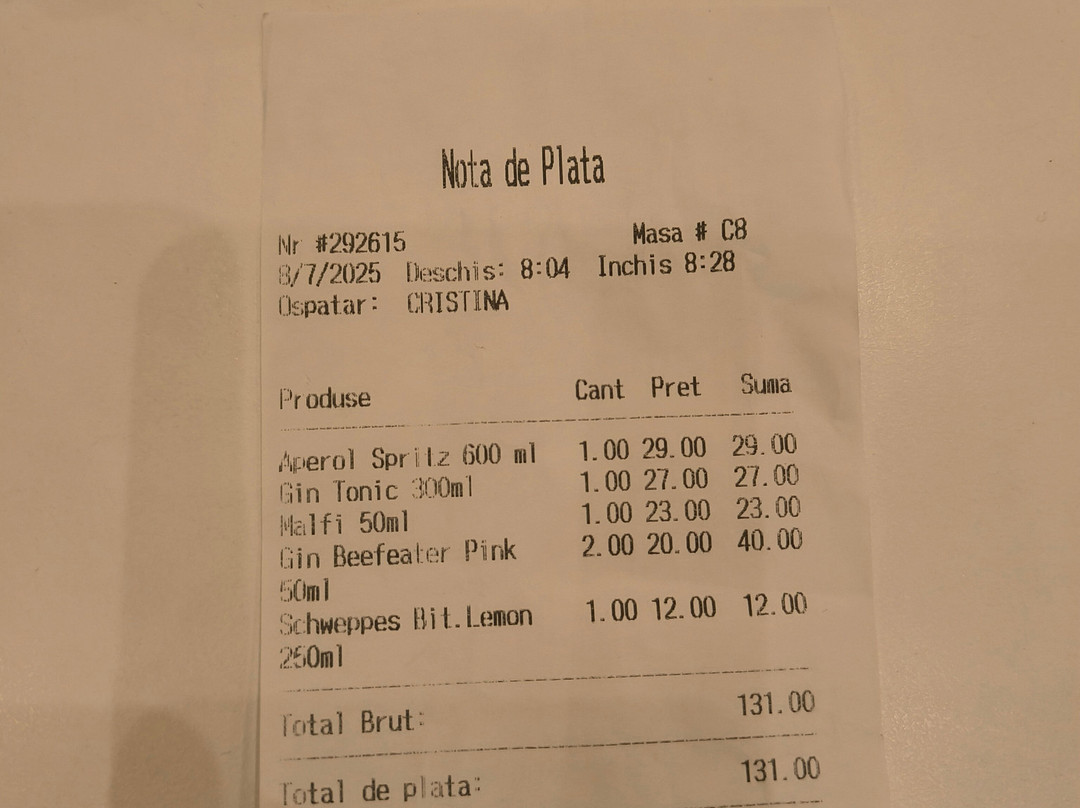 Nota de Plata
Nr #292615 Masa # C8
8/7/2025 Deschis: 8:04 Inchis 8:28
Ospatar: CRISTINA
Produse Cant Pret Suma
Aperol Spritz 600 ml 1.00 29.00 29.00
Gin Tonic 300ml 1.00 27.00 27.00
Malfi 50ml 1.00 23.00 23.00
Gin Beefeater Pink 2.00 20.00 40.00
50ml
Schweppes Bit.Lemon 1.00 12.00 12.00
250ml
Total Brut: 131.00
Total de plata: 131.00